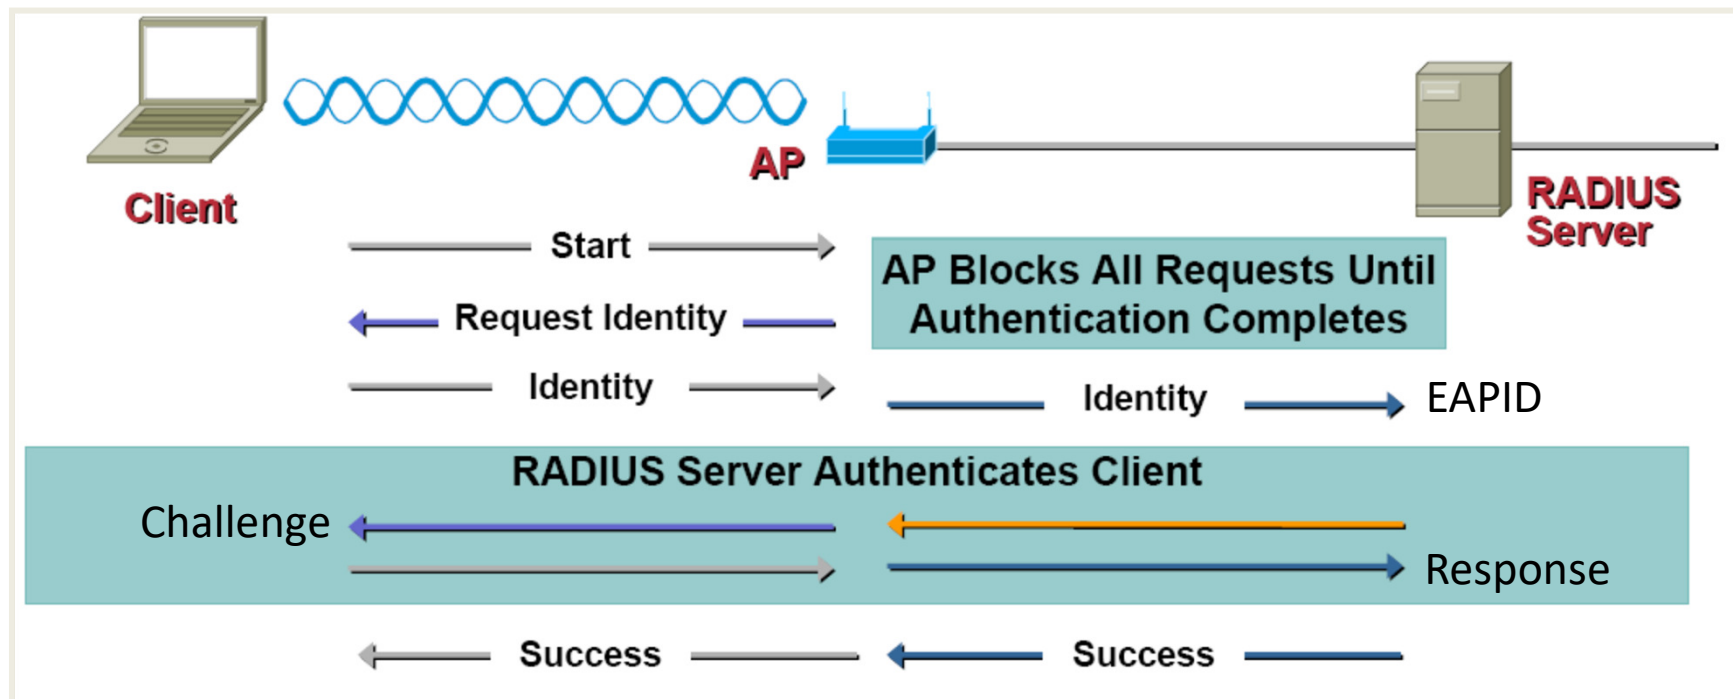 AP
Client
RADIUS
Server
Start
AP Blocks All Requests Until
Authentication Completes
Request Identity
Identity
Identity
EAPID
RADIUS Server Authenticates Client
Challenge
Response
Success
Success